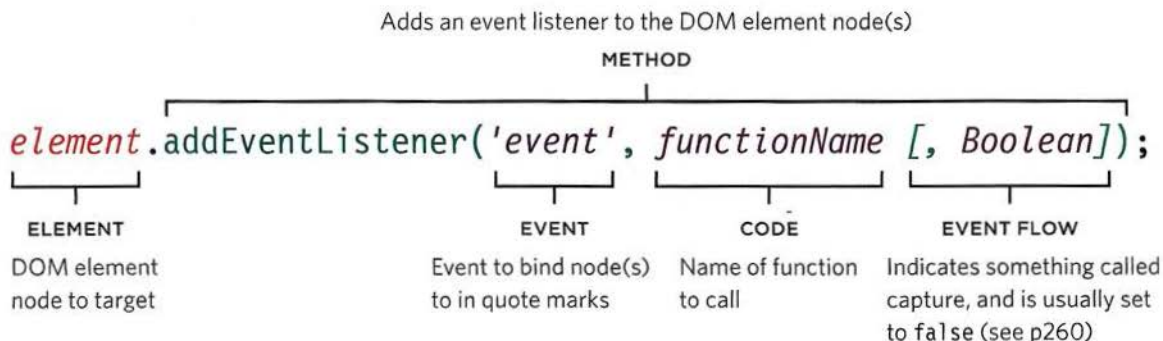 Adds an event listener to the DOM element node(s)
METHOD
element.addEventListener('event', functionName [, Boolean]);
ELEMENT
DOM element
node to target
EVENT
Event to bind node(s)
to in quote marks
CODE
Name of function
to call
EVENT FLOW
Indicates something called
capture, and is usually set
to false (see p260)